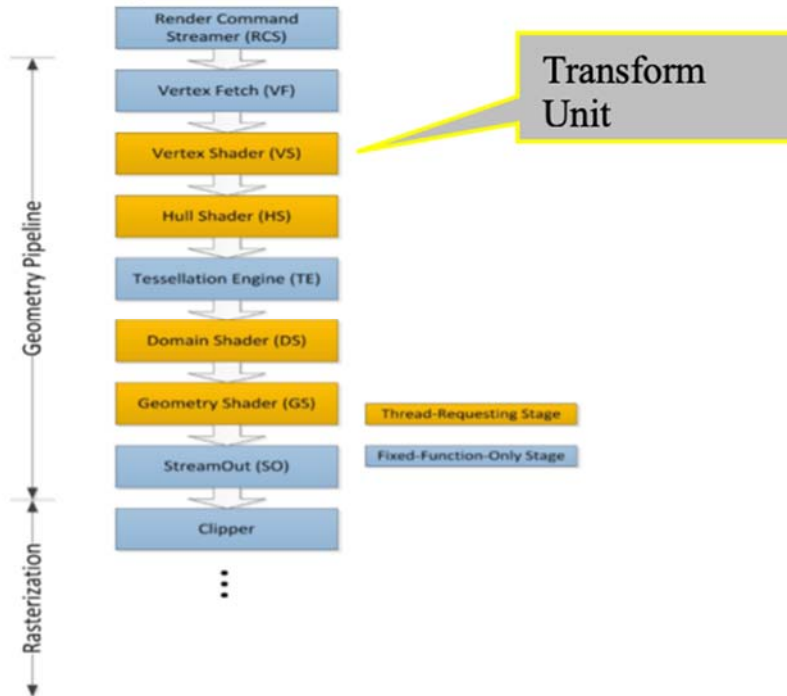 Render Command
Streamer (RCS)
Vertex Fetch (VF)
Transform
Unit
Vertex Shader (VS)
Hull Shader (HS)
Tessellation Engine (TE)
Domain Shader (DS)
Geometry Shader (GS)
Thread-Requesting Stage
StreamOut (SO)
Fixed-Function-Only Stage
Clipper
Geometry Pipeline
Rasterization